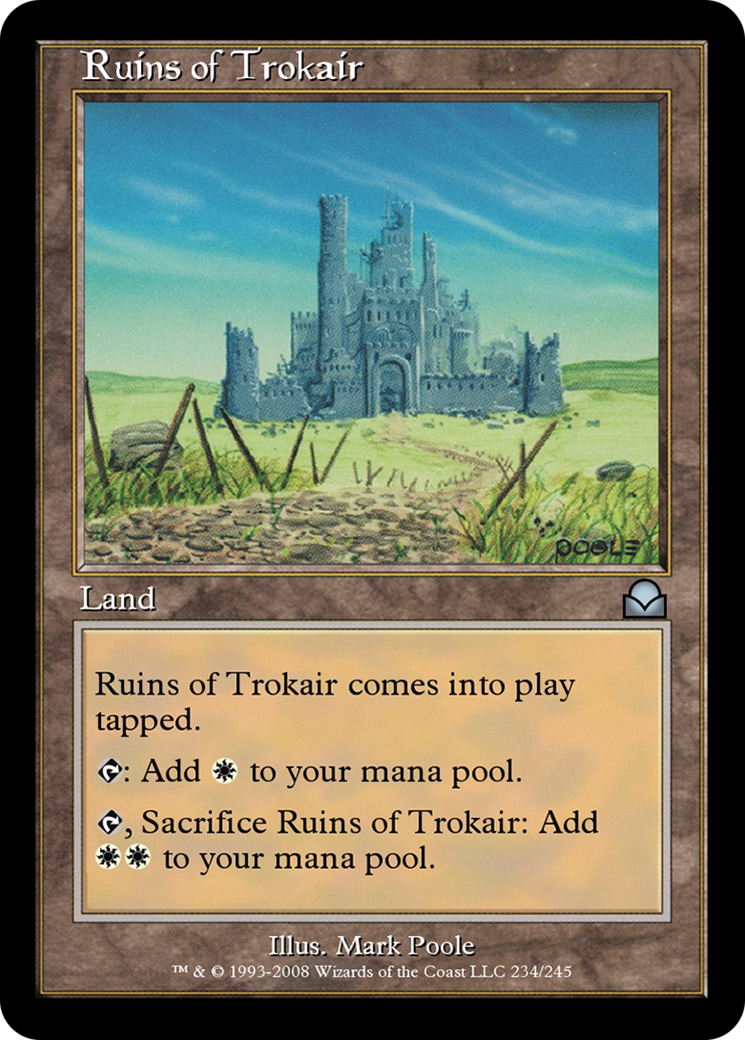 Ruins of Trokair
POOLE
Land
Ruins of Trokair comes into play
tapped.
: Add to your mana pool.
, Sacrifice Ruins of Trokair: Add
to your mana pool.
Illus. Mark Poole
™ & © 1993-2008 Wizards of the Coast LLC 234/245